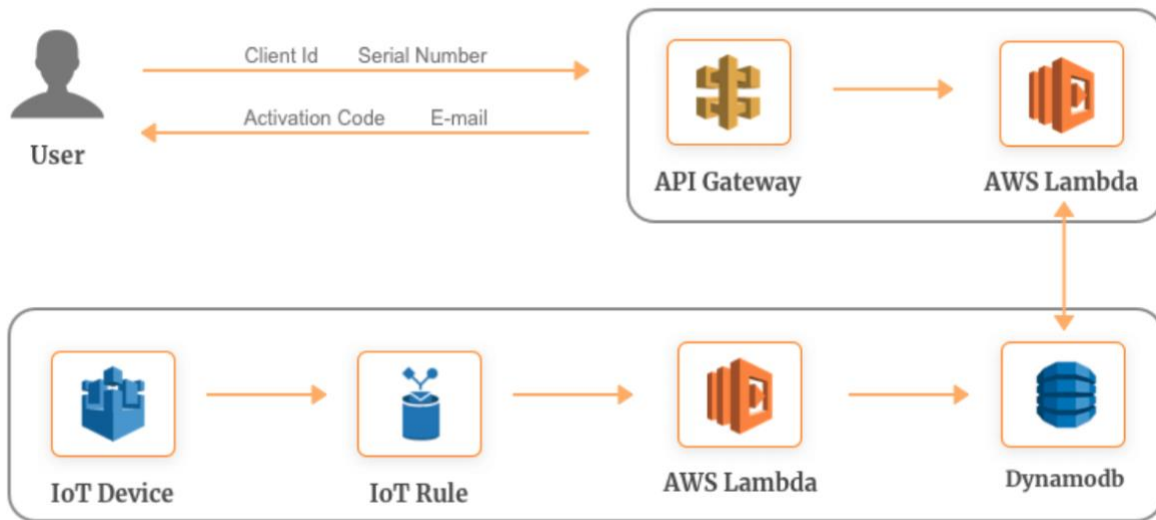 Client Id Serial Number
Activation Code E-mail
User
API Gateway
AWS Lambda
IoT Device
IoT Rule
AWS Lambda
Dynamodb